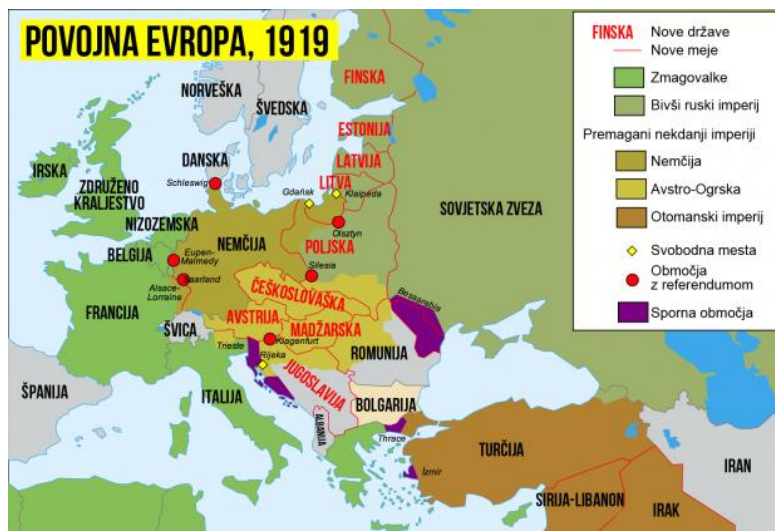 POVOJNA EVROPA, 1919
FINSKA Nove države
Nove meje
Zmagovalke
Bivši ruski imperij
Premagani nekdanji imperiji
Nemčija
Avstro-Ogrska
Otomanski imperij
Svobodna mesta
Območja
z referendumom
Sporna območja
FINSKA
NORVEŠKA
ŠVEDSKA
ESTONIJA
LATVIJA
LITVA
Klaipėda
DANSKA
Schleswig
Gdańsk
IRSKA
ZDRUŽENO
KRALJESTVO
SOVJETSKA ZVEZA
Olsztyn
NIZOZEMSKA
POLJSKA
NEMČIJA
BELGIJA
Eupen-
Malmedy
Silesia
Saarland
Alsace-
Lorraine
ČEŠKOSLOVAŠKA
Bessarabia
FRANCIJA
AVSTRIJA
MADŽARSKA
ŠVICA
Klagenfurt
Trieste
Rijeka
ROMUNIJA
JUGOSLAVIJA
ŠPANIJA
ITALIJA
BOLGARIJA
ALBANIJA
Thrace
TURČIJA
IRAN
Izmir
SIRIJA-LIBANON
IRAK